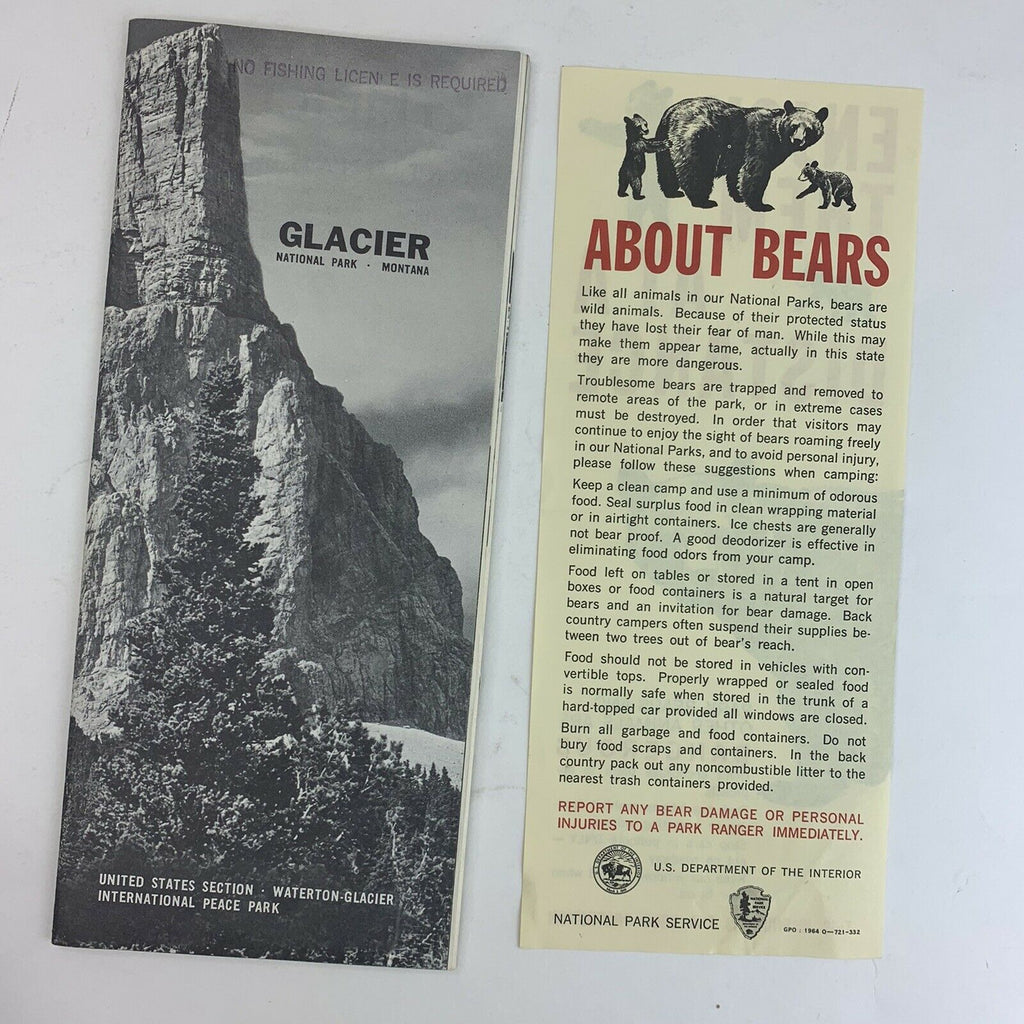 NO FISHING LICEN E IS REQUIRED
GLACIER
NATIONAL PARK · MONTANA
UNITED STATES SECTION · WATERTON-GLACIER
INTERNATIONAL PEACE PARK
ABOUT BEARS
Like all animals in our National Parks, bears are
wild animals. Because of their protected status
they have lost their fear of man. While this may
make them appear tame, actually in this state
they are more dangerous.
Troublesome bears are trapped and removed to
remote areas of the park, or in extreme cases
must be destroyed. In order that visitors may
continue to enjoy the sight of bears roaming freely
in our National Parks, and to avoid personal injury,
please follow these suggestions when camping:
Keep a clean camp and use a minimum of odorous
food. Seal surplus food in clean wrapping material
or in airtight containers. Ice chests are generally
not bear proof. A good deodorizer is effective in
eliminating food odors from your camp.
Food left on tables or stored in a tent in open
boxes or food containers is a natural target for
bears and an invitation for bear damage. Back
country campers often suspend their supplies be-
tween two trees out of bear's reach.
Food should not be stored in vehicles with con-
vertible tops. Properly wrapped or sealed food
is normally safe when stored in the trunk of a
hard-topped car provided all windows are closed.
Burn all garbage and food containers. Do not
bury food scraps and containers. In the back
country pack out any noncombustible litter to the
nearest trash containers provided.
REPORT ANY BEAR DAMAGE OR PERSONAL
INJURIES TO A PARK RANGER IMMEDIATELY.
U.S. DEPARTMENT OF THE INTERIOR
NATIONAL PARK SERVICE
NATIONAL
PARK
SERVICE
GPO : 1964 O—721-332